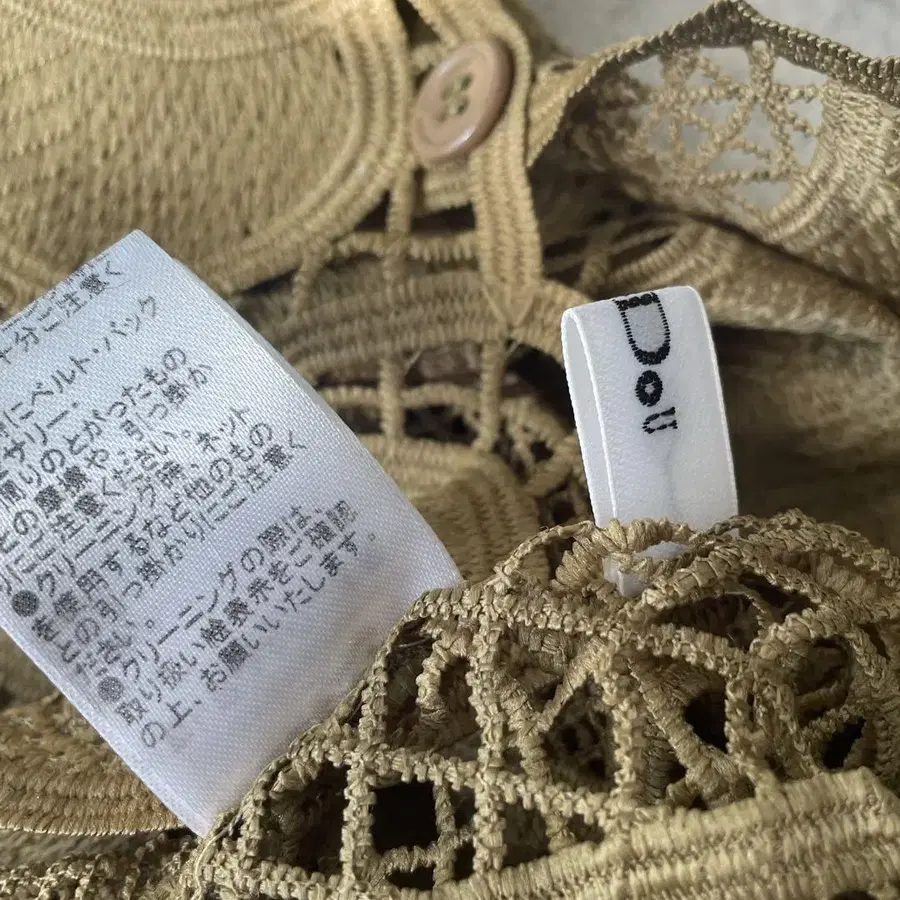 十分ご注意く
にベルト・バック
サリー・
周りのとがったもの
との摩擦や、引っ掛か
りにご注意ください。
●クリーニング時、ネット
を使用するなど他のもの
との引っ掛かりにご注意く
ださい。
●クリーニングの際は、
取り扱い絵表示をご確認
の上、お願いいたします。
Dou